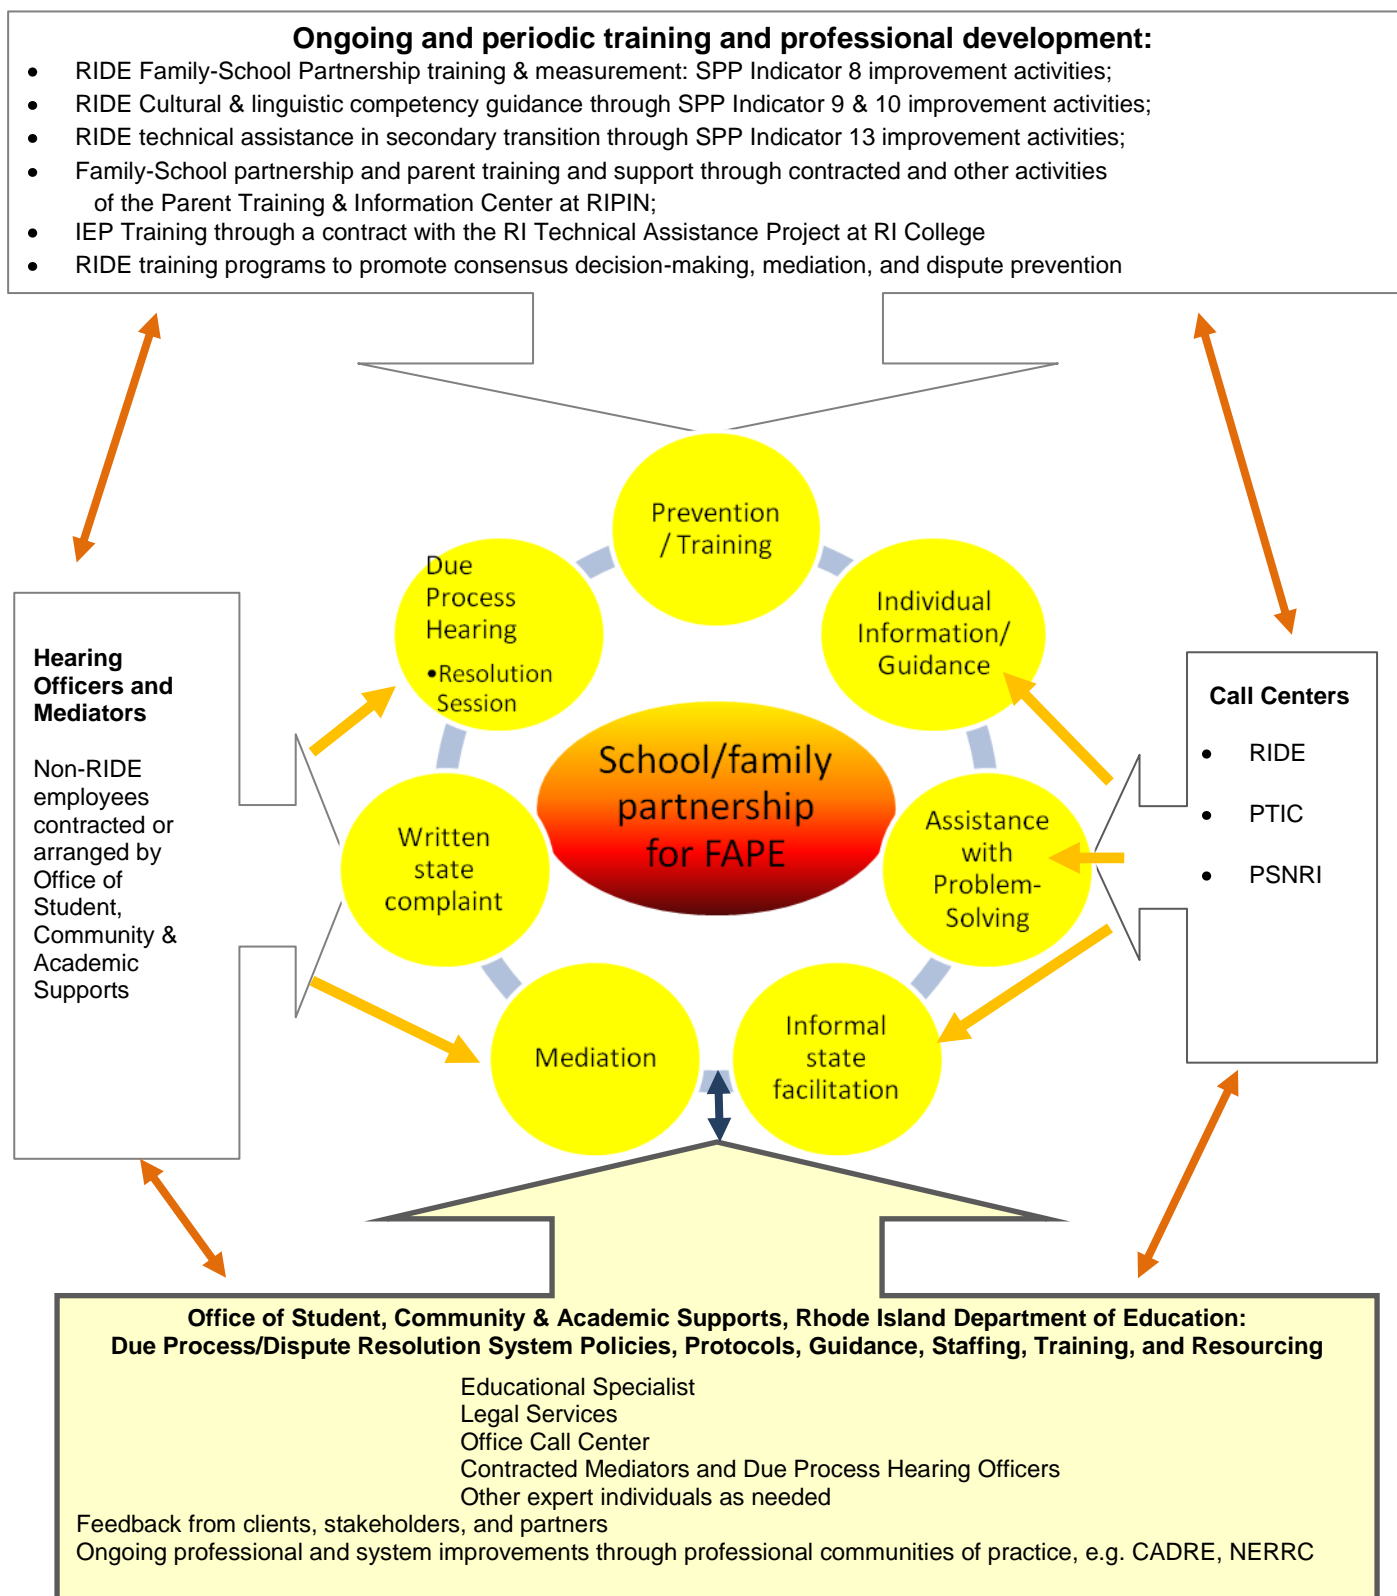 Ongoing and periodic training and professional development:
• RIDE Family-School Partnership training & measurement: SPP Indicator 8 improvement activities;
• RIDE Cultural & linguistic competency guidance through SPP Indicator 9 & 10 improvement activities;
• RIDE technical assistance in secondary transition through SPP Indicator 13 improvement activities;
• Family-School partnership and parent training and support through contracted and other activities
of the Parent Training & Information Center at RIPIN;
• IEP Training through a contract with the RI Technical Assistance Project at RI College
• RIDE training programs to promote consensus decision-making, mediation, and dispute prevention
Prevention
/ Training
Due
Process
Hearing
•Resolution
Session
Individual
Information/
Guidance
Hearing
Officers and
Mediators
Non-RIDE
employees
contracted or
arranged by
Office of
Student,
Community &
Academic
Supports
School/family
partnership
for FAPE
Call Centers
• RIDE
• PTIC
• PSNRI
Written
state
complaint
Assistance
with
Problem-
Solving
Mediation
Informal
state
facilitation
Office of Student, Community & Academic Supports, Rhode Island Department of Education:
Due Process/Dispute Resolution System Policies, Protocols, Guidance, Staffing, Training, and Resourcing
Educational Specialist
Legal Services
Office Call Center
Contracted Mediators and Due Process Hearing Officers
Other expert individuals as needed
Feedback from clients, stakeholders, and partners
Ongoing professional and system improvements through professional communities of practice, e.g. CADRE, NERRC